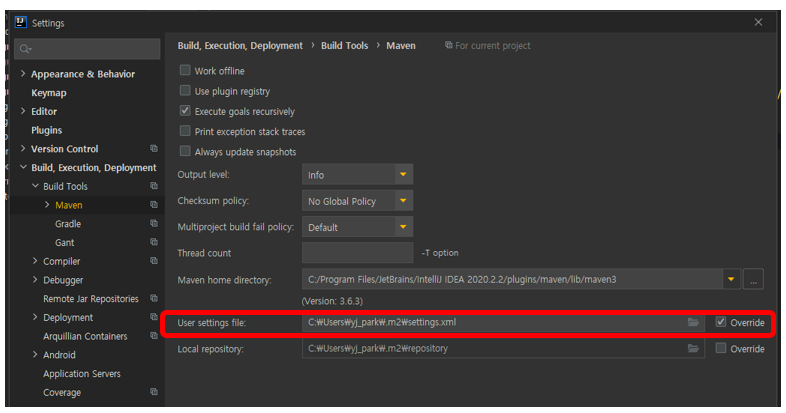 Settings
Build, Execution, Deployment > Build Tools > Maven For current project
Appearance & Behavior
Keymap
Editor
Plugins
Version Control
Build, Execution, Deployment
Build Tools
Maven
Gradle
Gant
Compiler
Debugger
Remote Jar Repositories
Deployment
Arquillian Containers
Android
Application Servers
Coverage
Work offline
Use plugin registry
Execute goals recursively
Print exception stack traces
Always update snapshots
Output level: Info
Checksum policy: No Global Policy
Multiproject build fail policy: Default
Thread count -T option
Maven home directory: C:/Program Files/JetBrains/IntelliJ IDEA 2020.2.2/plugins/maven/lib/maven3 ...
(Version: 3.6.3)
User settings file: C:₩Users₩yj_park₩.m2₩settings.xml Override
Local repository: C:₩Users₩yj_park₩.m2₩repository Override